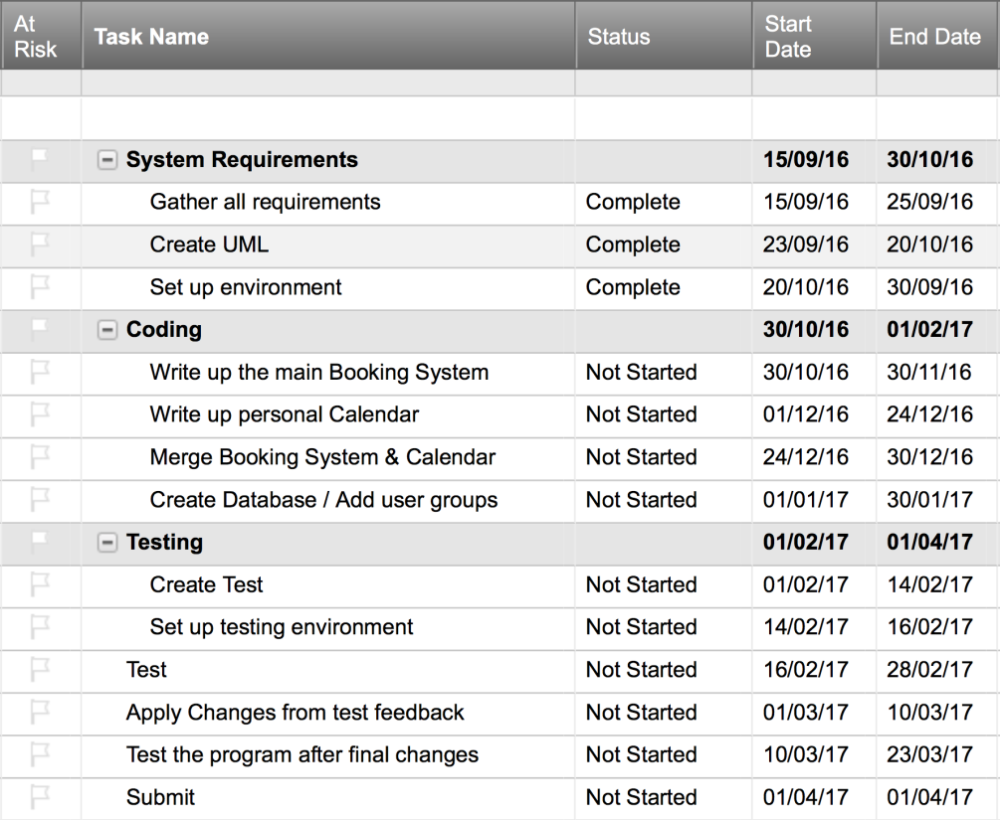 At Risk Task Name Status Start Date End Date
System Requirements 15/09/16 30/10/16
Gather all requirements Complete 15/09/16 25/09/16
Create UML Complete 23/09/16 20/10/16
Set up environment Complete 20/10/16 30/09/16
Coding 30/10/16 01/02/17
Write up the main Booking System Not Started 30/10/16 30/11/16
Write up personal Calendar Not Started 01/12/16 24/12/16
Merge Booking System & Calendar Not Started 24/12/16 30/12/16
Create Database / Add user groups Not Started 01/01/17 30/01/17
Testing 01/02/17 01/04/17
Create Test Not Started 01/02/17 14/02/17
Set up testing environment Not Started 14/02/17 16/02/17
Test Not Started 16/02/17 28/02/17
Apply Changes from test feedback Not Started 01/03/17 10/03/17
Test the program after final changes Not Started 10/03/17 23/03/17
Submit Not Started 01/04/17 01/04/17